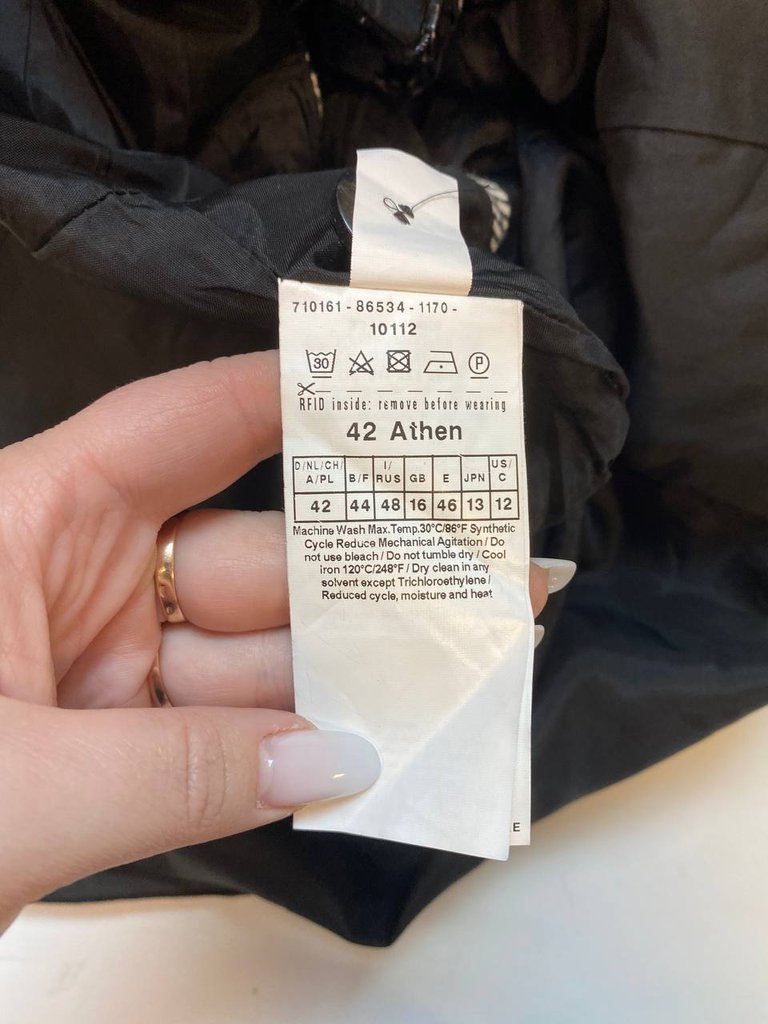 710161 - 86534 - 1170 -
10112
30
P
RFID inside: remove before wearing
42 Athen
D/NL/CH/ A/PL B/F I/ RUS GB E JPN US/ C
42 44 48 16 46 13 12
Machine Wash Max.Temp.30°C/86°F Synthetic
Cycle Reduce Mechanical Agitation / Do
not use bleach / Do not tumble dry / Cool
iron 120°C/248°F / Dry clean in any
solvent except Trichloroethylene /
Reduced cycle, moisture and heat
E